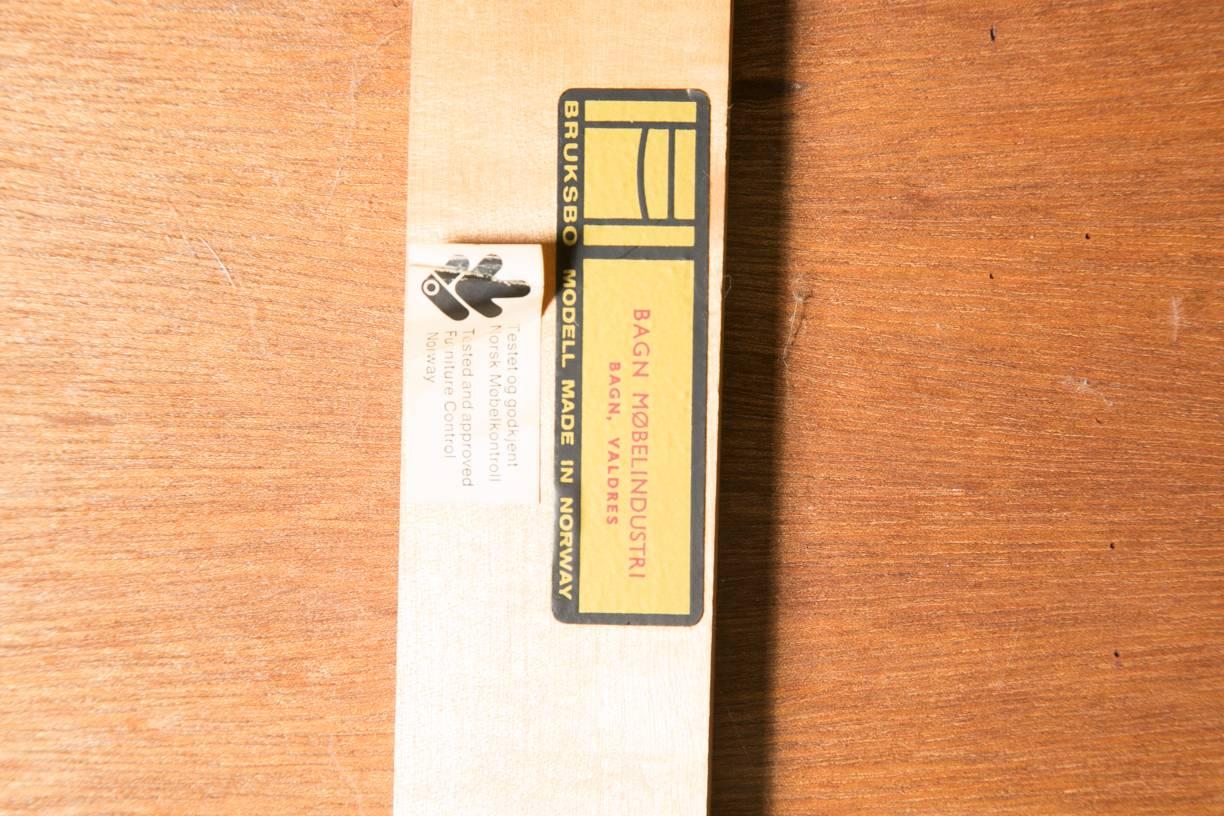 BAGN MØBELINDUSTRI
BAGN, VALDRES
BRUKSBO MODELL MADE IN NORWAY
Testet og godkjent
Norsk Møbelkontroll
Tested and approved
Furniture Control
Norway